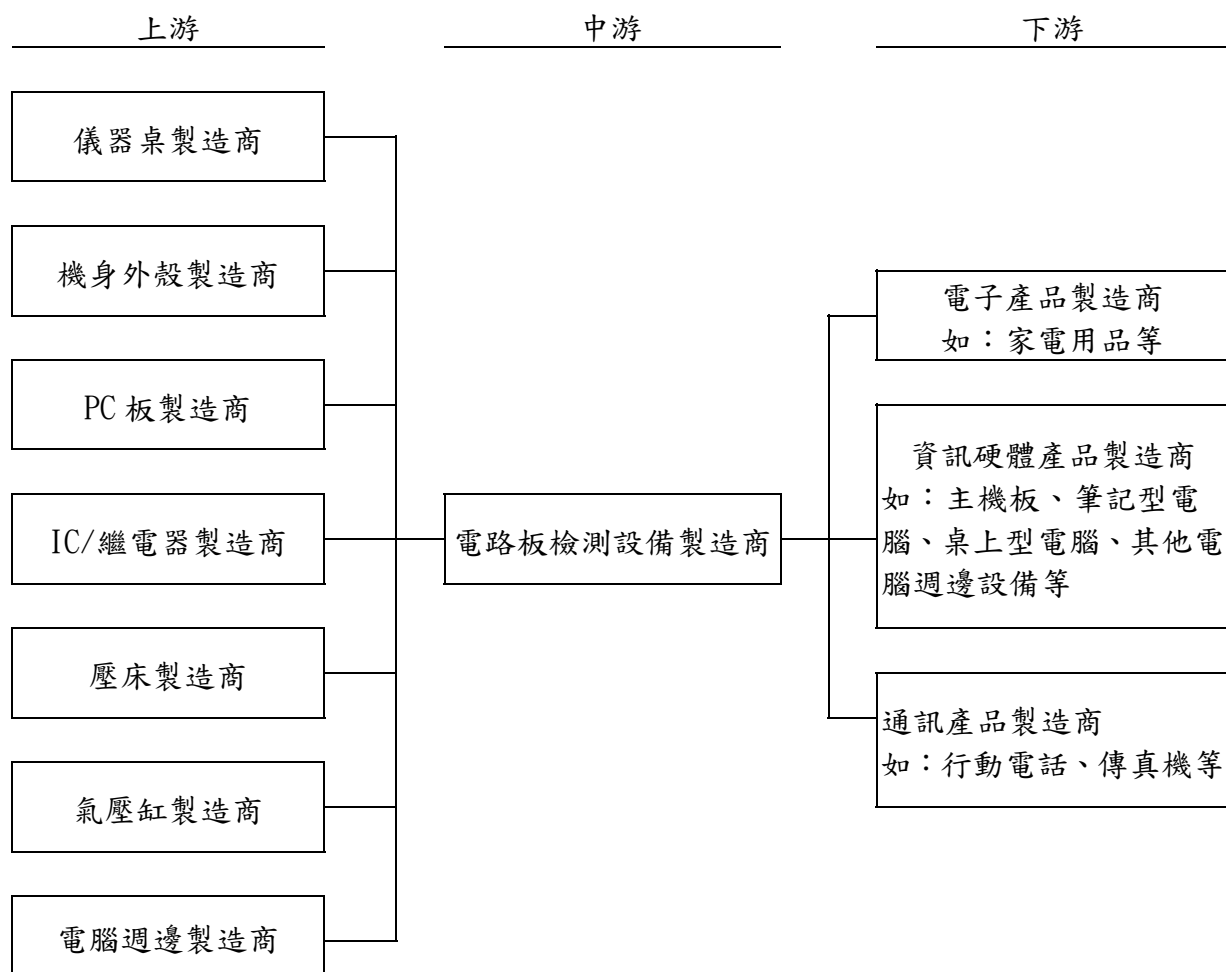 上游
中游
下游
儀器桌製造商
機身外殼製造商
PC 板製造商
IC/繼電器製造商
壓床製造商
氣壓缸製造商
電腦週邊製造商
電路板檢測設備製造商
電子產品製造商
如：家電用品等
資訊硬體產品製造商
如：主機板、筆記型電
腦、桌上型電腦、其他電
腦週邊設備等
通訊產品製造商
如：行動電話、傳真機等